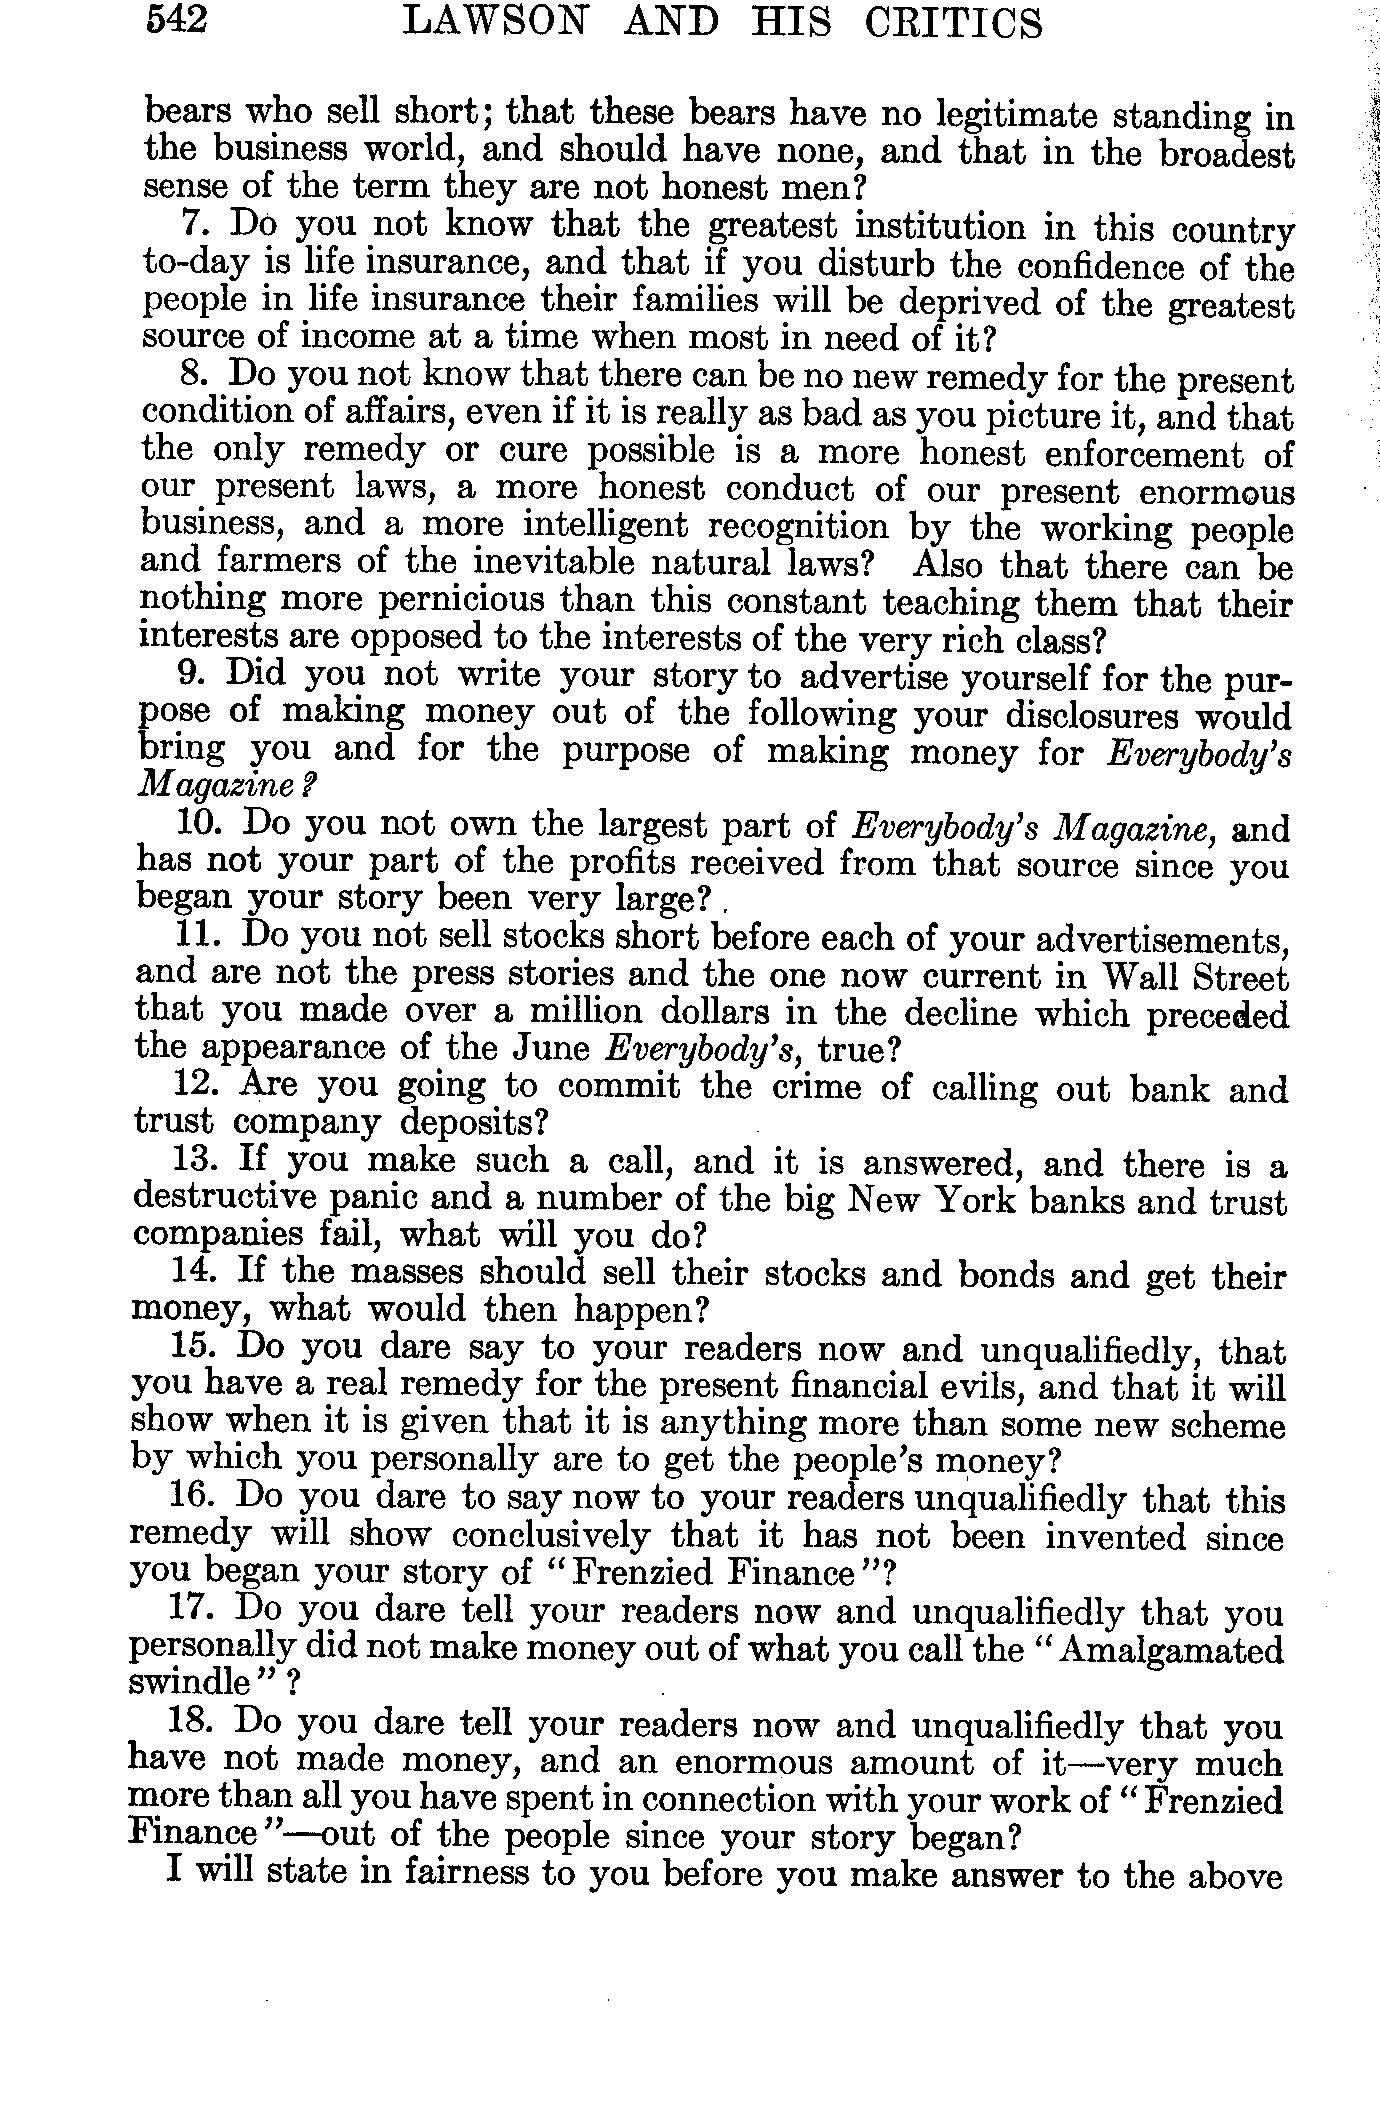 542 LAWSON AND HIS CRITICS
bears who sell short; that these bears have no legitimate standing in
the business world, and should have none, and that in the broadest
sense of the term they are not honest men?
7. Do you not know that the greatest institution in this country
to-day is life insurance, and that if you disturb the confidence of the
people in life insurance their families will be deprived of the greatest
source of income at a time when most in need of it?
8. Do you not know that there can be no new remedy for the present
condition of affairs, even if it is really as bad as you picture it, and that
the only remedy or cure possible is a more honest enforcement of
our present laws, a more honest conduct of our present enormous
business, and a more intelligent recognition by the working people
and farmers of the inevitable natural laws? Also that there can be
nothing more pernicious than this constant teaching them that their
interests are opposed to the interests of the very rich class?
9. Did you not write your story to advertise yourself for the pur-
pose of making money out of the following your disclosures would
bring you and for the purpose of making money for Everybody's
Magazine?
10. Do you not own the largest part of Everybody's Magazine, and
has not your part of the profits received from that source since you
began your story been very large?
11. Do you not sell stocks short before each of your advertisements,
and are not the press stories and the one now current in Wall Street
that you made over a million dollars in the decline which preceded
the appearance of the June Everybody's, true?
12. Are you going to commit the crime of calling out bank and
trust company deposits?
13. If you make such a call, and it is answered, and there is a
destructive panic and a number of the big New York banks and trust
companies fail, what will you do?
14. If the masses should sell their stocks and bonds and get their
money, what would then happen?
15. Do you dare say to your readers now and unqualifiedly, that
you have a real remedy for the present financial evils, and that it will
show when it is given that it is anything more than some new scheme
by which you personally are to get the people's money?
16. Do you dare to say now to your readers unqualifiedly that this
remedy will show conclusively that it has not been invented since
you began your story of "Frenzied Finance"?
17. Do you dare tell your readers now and unqualifiedly that you
personally did not make money out of what you call the "Amalgamated
swindle"?
18. Do you dare tell your readers now and unqualifiedly that you
have not made money, and an enormous amount of it—very much
more than all you have spent in connection with your work of "Frenzied
Finance"—out of the people since your story began?
I will state in fairness to you before you make answer to the above